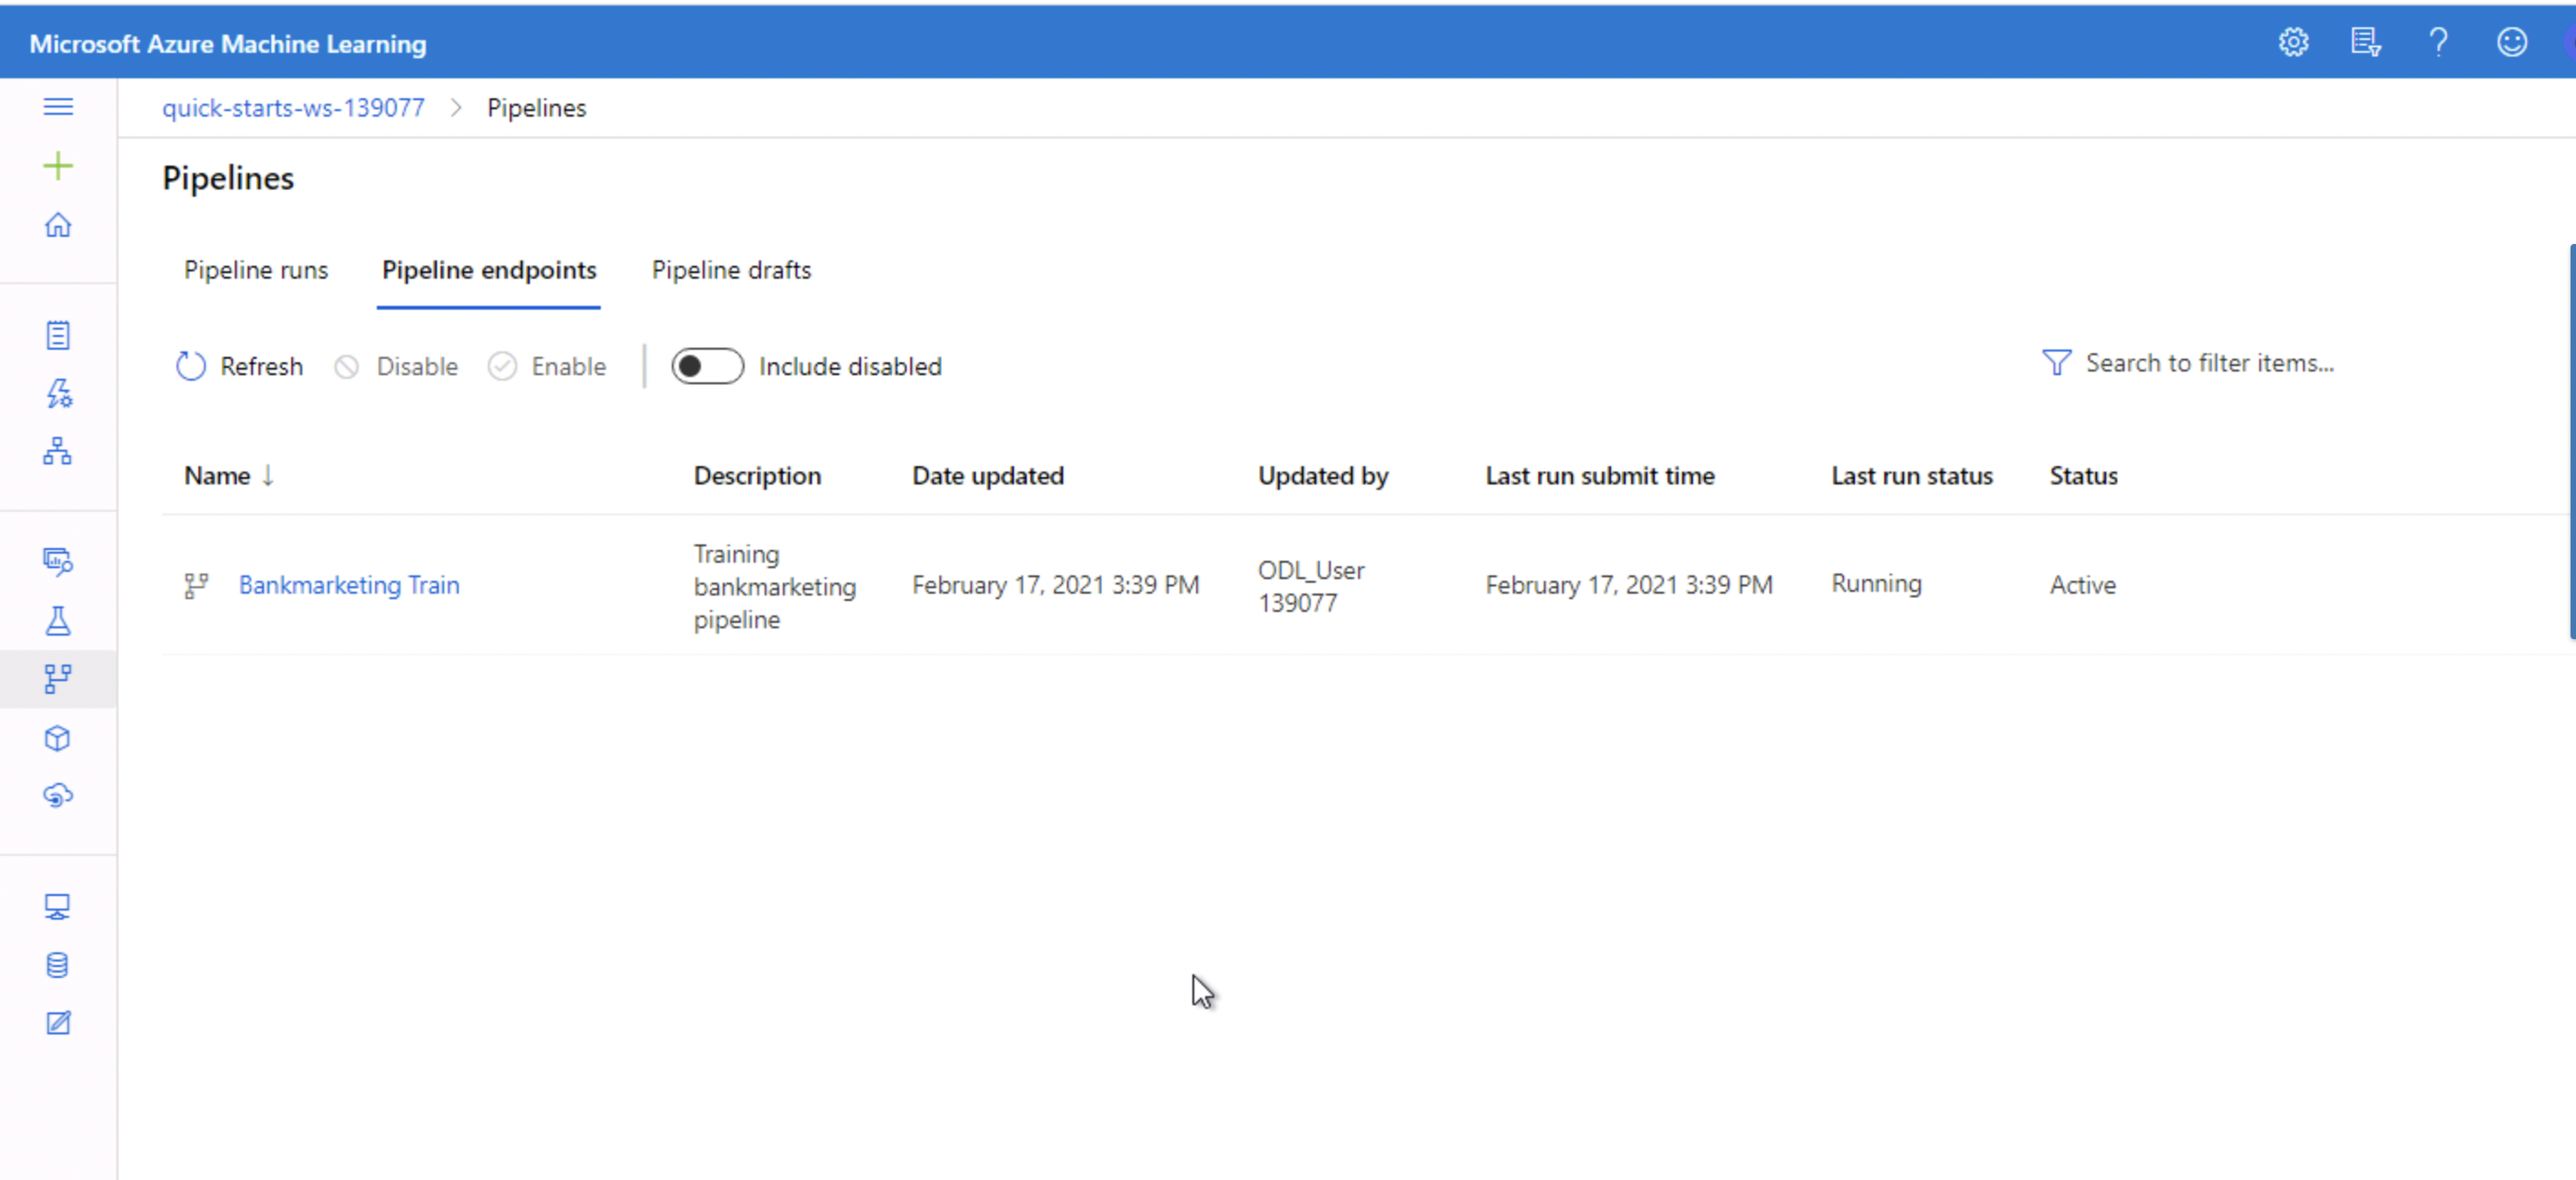 Microsoft Azure Machine Learning
quick-starts-ws-139077 > Pipelines
Pipelines
Pipeline runs Pipeline endpoints Pipeline drafts
Refresh Disable Enable Include disabled Search to filter items...
Name ↓ Description Date updated Updated by Last run submit time Last run status Status
Bankmarketing Train Training bankmarketing pipeline February 17, 2021 3:39 PM ODL_User 139077 February 17, 2021 3:39 PM Running Active